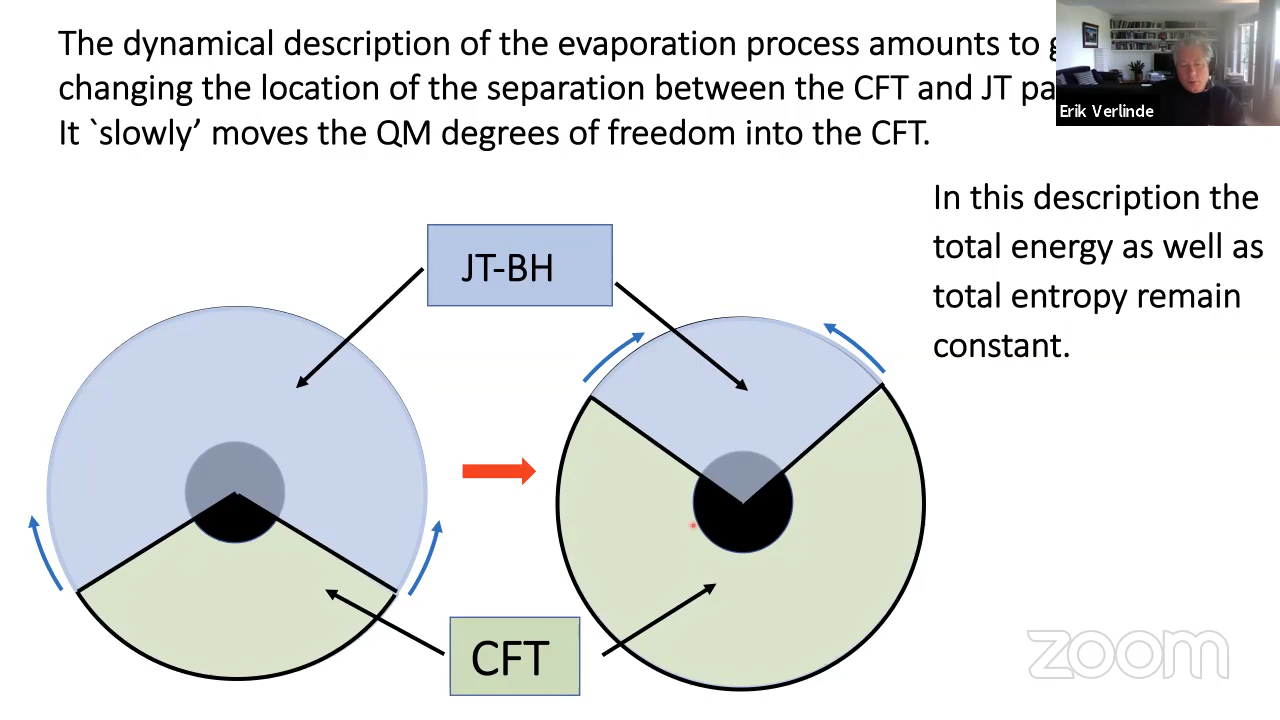 The dynamical description of the evaporation process amounts to
changing the location of the separation between the CFT and JT
It `slowly’ moves the QM degrees of freedom into the CFT.
Erik Verlinde
In this description the
total energy as well as
total entropy remain
constant.
JT-BH
CFT
zoom